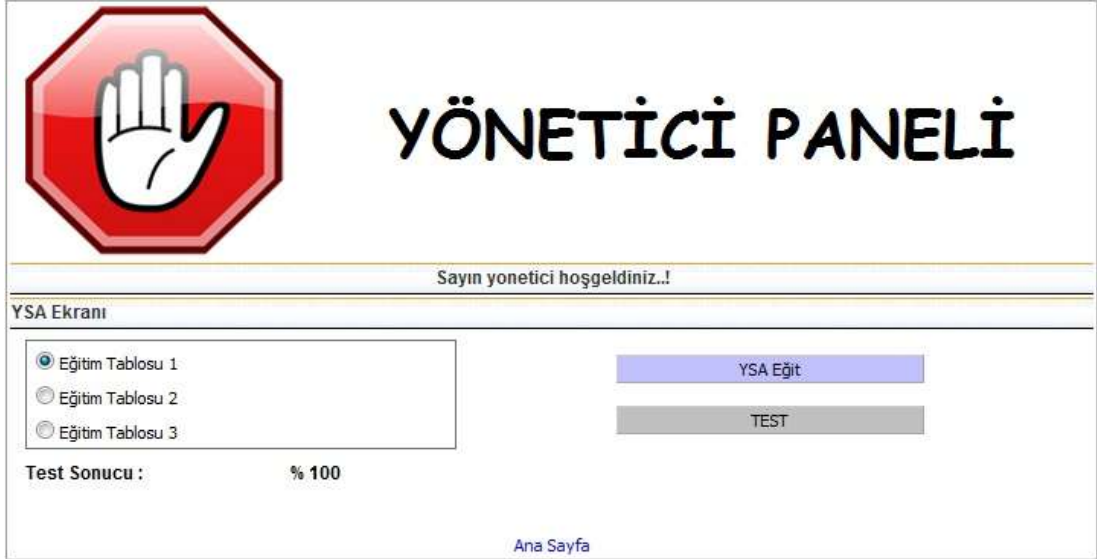 YÖNETİCİ PANELİ
Sayın yonetici hoşgeldiniz..!
YSA Ekranı
Eğitim Tablosu 1
Eğitim Tablosu 2
Eğitim Tablosu 3
YSA Eğit
TEST
Test Sonucu : % 100
Ana Sayfa